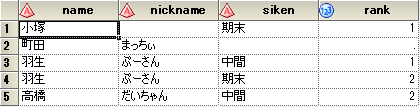 name nickname siken rank
1 小塚 期末 1
2 町田 まっちぃ
3 羽生 ぷーさん 中間 1
4 羽生 ぷーさん 期末 2
5 高橋 だいちゃん 中間 2